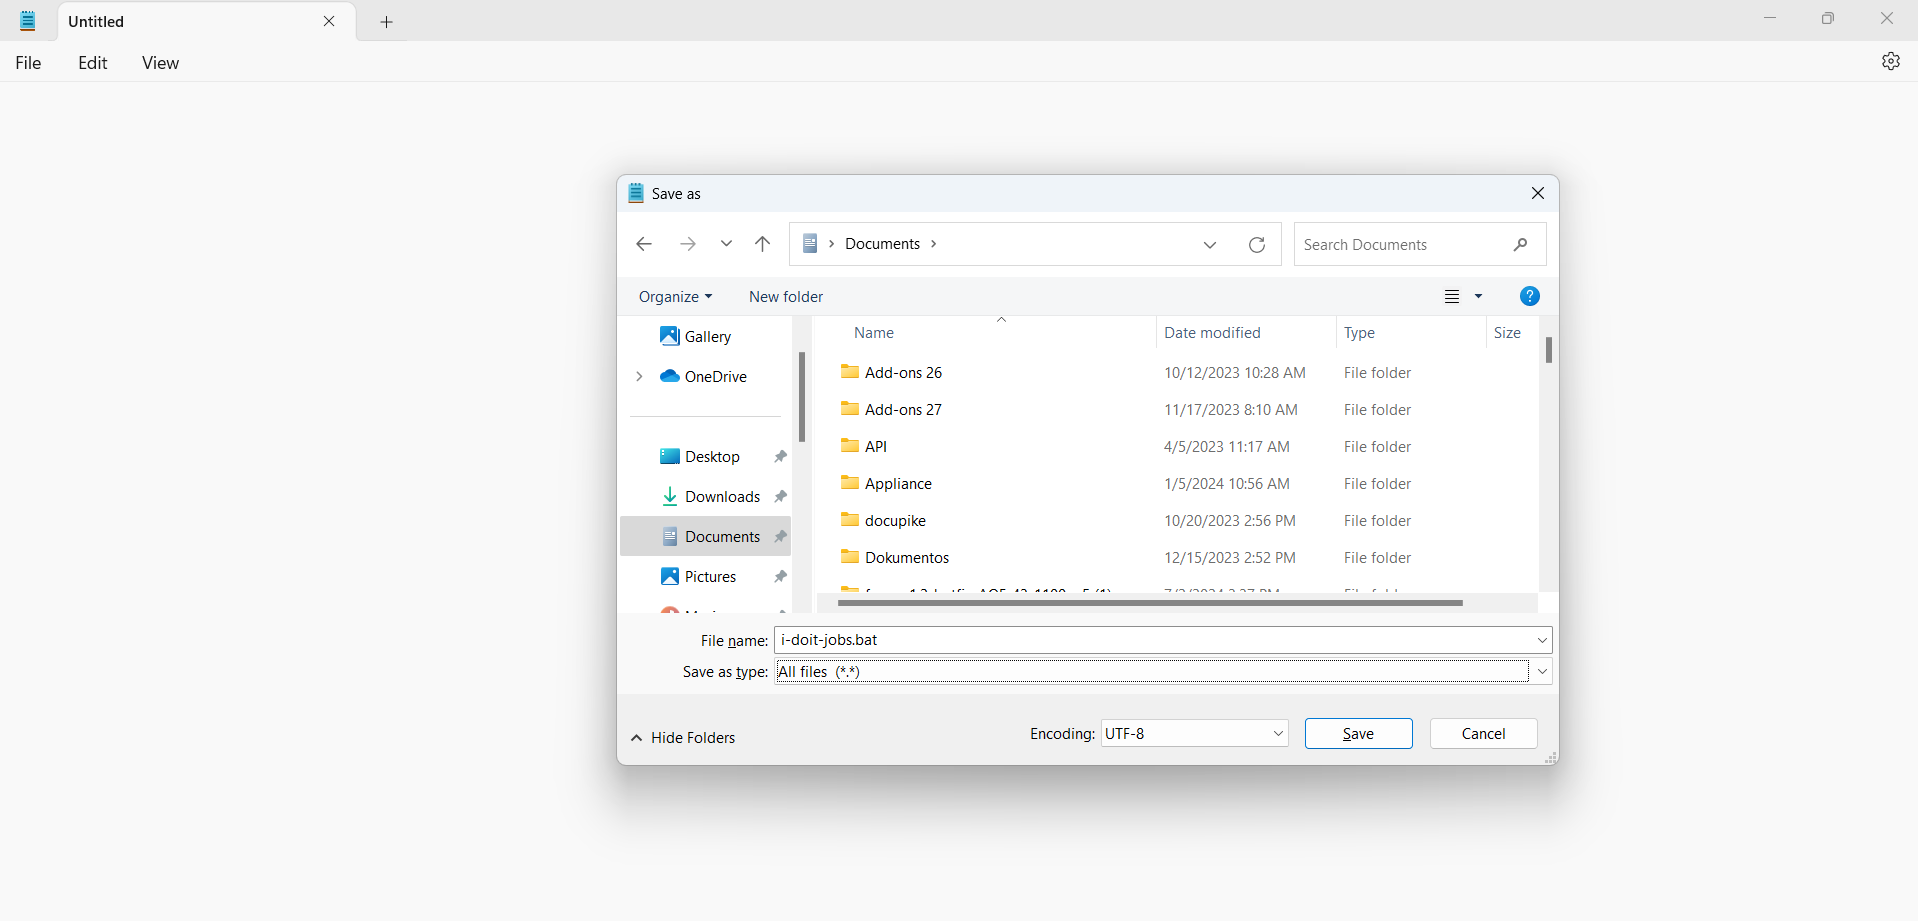 Untitled
File Edit View
Save as
Documents
Search Documents
Organize New folder
Gallery
OneDrive
Desktop
Downloads
Documents
Pictures
Name Date modified Type Size
Add-ons 26 10/12/2023 10:28 AM File folder
Add-ons 27 11/17/2023 8:10 AM File folder
API 4/5/2023 11:17 AM File folder
Appliance 1/5/2024 10:56 AM File folder
docupike 10/20/2023 2:56 PM File folder
Dokumentos 12/15/2023 2:52 PM File folder
File name: i-doit-jobs.bat
Save as type: All files (*.*)
Hide Folders Encoding: UTF-8 Save Cancel